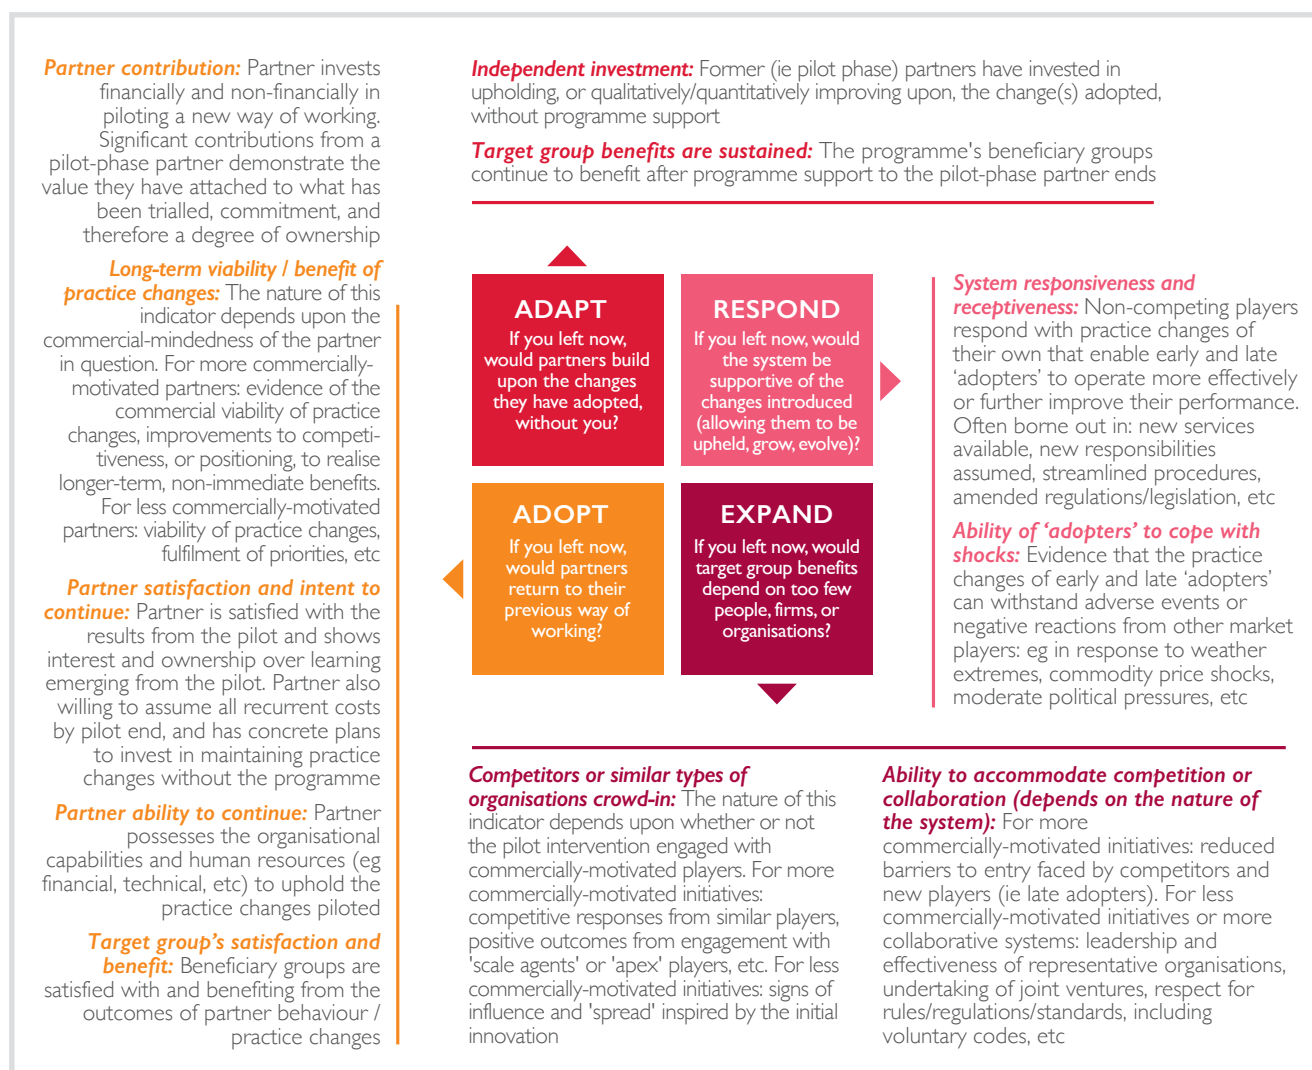 Partner contribution: Partner invests
financially and non-financially in
piloting a new way of working.
Significant contributions from a
pilot-phase partner demonstrate the
value they have attached to what has
been trialled, commitment, and
therefore a degree of ownership
Long-term viability / benefit of
practice changes: The nature of this
indicator depends upon the
commercial-mindedness of the partner
in question. For more commercially-
motivated partners: evidence of the
commercial viability of practice
changes, improvements to competi-
tiveness, or positioning, to realise
longer-term, non-immediate benefits.
For less commercially-motivated
partners: viability of practice changes,
fulfilment of priorities, etc
Partner satisfaction and intent to
continue: Partner is satisfied with the
results from the pilot and shows
interest and ownership over learning
emerging from the pilot. Partner also
willing to assume all recurrent costs
by pilot end, and has concrete plans
to invest in maintaining practice
changes without the programme
Partner ability to continue: Partner
possesses the organisational
capabilities and human resources (eg
financial, technical, etc) to uphold the
practice changes piloted
Target group's satisfaction and
benefit: Beneficiary groups are
satisfied with and benefiting from the
outcomes of partner behaviour /
practice changes
Independent investment: Former (ie pilot phase) partners have invested in
upholding, or qualitatively/quantitatively improving upon, the change(s) adopted,
without programme support
Target group benefits are sustained: The programme's beneficiary groups
continue to benefit after programme support to the pilot-phase partner ends
ADAPT
If you left now,
would partners build
upon the changes
they have adopted,
without you?
RESPOND
If you left now, would
the system be
supportive of the
changes introduced
(allowing them to be
upheld, grow, evolve)?
ADOPT
If you left now,
would partners
return to their
previous way of
working?
EXPAND
If you left now, would
target group benefits
depend on too few
people, firms, or
organisations?
System responsiveness and
receptiveness: Non-competing players
respond with practice changes of
their own that enable early and late
‘adopters’ to operate more effectively
or further improve their performance.
Often borne out in: new services
available, new responsibilities
assumed, streamlined procedures,
amended regulations/legislation, etc
Ability of ‘adopters’ to cope with
shocks: Evidence that the practice
changes of early and late ‘adopters’
can withstand adverse events or
negative reactions from other market
players: eg in response to weather
extremes, commodity price shocks,
moderate political pressures, etc
Competitors or similar types of
organisations crowd-in: The nature of this
indicator depends upon whether or not
the pilot intervention engaged with
commercially-motivated players. For more
commercially-motivated initiatives:
competitive responses from similar players,
positive outcomes from engagement with
'scale agents' or 'apex' players, etc. For less
commercially-motivated initiatives: signs of
influence and 'spread' inspired by the initial
innovation
Ability to accommodate competition or
collaboration (depends on the nature of
the system): For more
commercially-motivated initiatives: reduced
barriers to entry faced by competitors and
new players (ie late adopters). For less
commercially-motivated initiatives or more
collaborative systems: leadership and
effectiveness of representative organisations,
undertaking of joint ventures, respect for
rules/regulations/standards, including
voluntary codes, etc